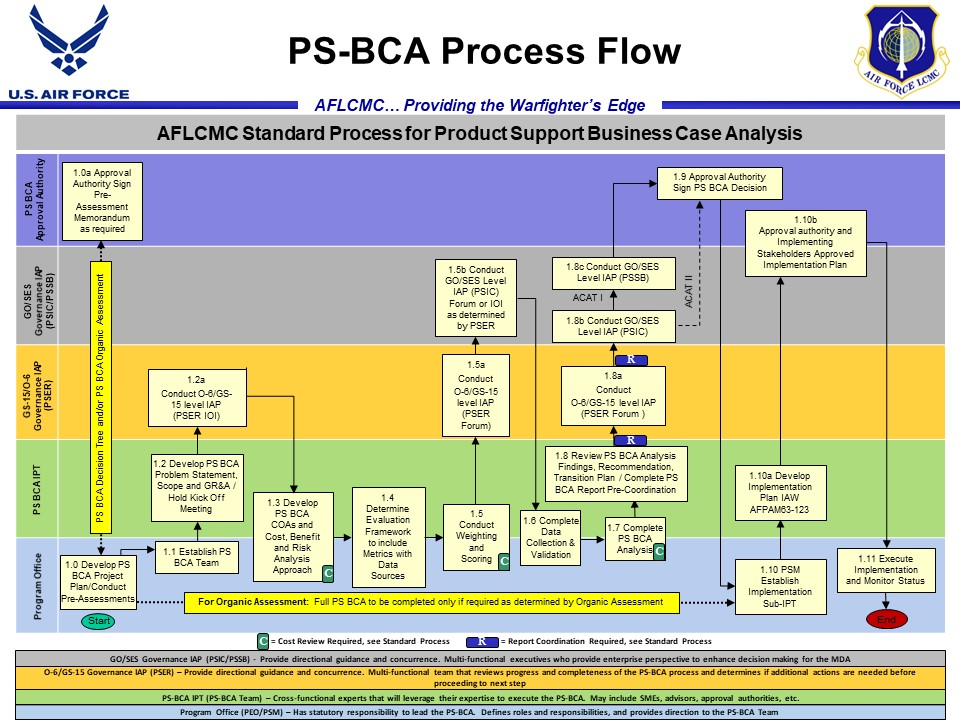 PS-BCA Process Flow
U.S. AIR FORCE
AIR FORCE LCMC
AFLCMC… Providing the Warfighter's Edge
AFLCMC Standard Process for Product Support Business Case Analysis
PS BCA
Approval Authority
1.0a Approval
Authority Sign
Pre-
Assessment
Memorandum
as required
1.9 Approval Authority
Sign PS BCA Decision
1.10b
Approval authority and
Implementing
Stakeholders Approved
Implementation Plan
GO/SES
Governance IAP
(PSIC/PSSB)
PS BCA Decision Tree and/or PS BCA Organic Assessment
1.5b Conduct
GO/SES Level
IAP (PSIC)
Forum or IOI
as determined
by PSER
1.8c Conduct GO/SES
Level IAP (PSSB)
ACAT I
ACAT II
1.8b Conduct GO/SES
Level IAP (PSIC)
GS-15/O-6
Governance IAP
(PSER)
1.2a
Conduct O-6/GS-
15 level IAP
(PSER IOI)
1.5a
Conduct
O-6/GS-15
level IAP
(PSER
Forum)
R
1.8a
Conduct
O-6/GS-15 level IAP
(PSER Forum )
R
PS BCA IPT
1.2 Develop PS BCA
Problem Statement,
Scope and GR&A /
Hold Kick Off
Meeting
1.3 Develop
PS BCA
COAs and
Cost, Benefit
and Risk
Analysis
Approach
C
1.4
Determine
Evaluation
Framework
to include
Metrics with
Data
Sources
1.5
Conduct
Weighting
and
Scoring
C
1.6 Complete
Data
Collection &
Validation
1.7 Complete
PS BCA
Analysis
C
1.8 Review PS BCA Analysis
Findings, Recommendation,
Transition Plan / Complete PS
BCA Report Pre-Coordination
1.10a Develop
Implementation
Plan IAW
AFPAM63-123
Program Office
1.0 Develop PS
BCA Project
Plan/Conduct
Pre-Assessments
Start
1.1 Establish PS
BCA Team
For Organic Assessment: Full PS BCA to be completed only if required as determined by Organic Assessment
1.10 PSM
Establish
Implementation
Sub-IPT
1.11 Execute
Implementation
and Monitor Status
End
C = Cost Review Required, see Standard Process
R = Report Coordination Required, see Standard Process
GO/SES Governance IAP (PSIC/PSSB) - Provide directional guidance and concurrence. Multi-functional executives who provide enterprise perspective to enhance decision making for the MDA
O-6/GS-15 Governance IAP (PSER) – Provide directional guidance and concurrence. Multi-functional team that reviews progress and completeness of the PS-BCA process and determines if additional actions are needed before
proceeding to next step
PS-BCA IPT (PS-BCA Team) – Cross-functional experts that will leverage their expertise to execute the PS-BCA. May include SMEs, advisors, approval authorities, etc.
Program Office (PEO/PSM) – Has statutory responsibility to lead the PS-BCA. Defines roles and responsibilities, and provides direction to the PS-BCA Team